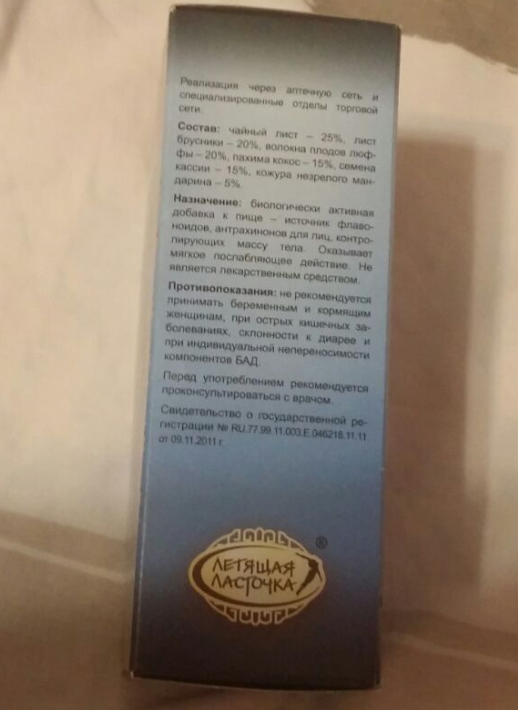 Реализация через аптечную сеть и
специализированные отделы торговой
сети.
Состав: чайный лист – 25%, лист
брусники – 20%, волокна плодов люф-
фы – 20%, пахима кокос – 15%, семена
кассии – 15%, кожура незрелого ман-
дарина – 5%.
Назначение: биологически активная
добавка к пище – источник флаво-
ноидов, антрахинонов для лиц, контро-
лирующих массу тела. Оказывает
мягкое послабляющее действие. Не
является лекарственным средством.
Противопоказания: не рекомендуется
принимать беременным и кормящим
женщинам, при острых кишечных за-
болеваниях, склонности к диарее и
при индивидуальной непереносимости
компонентов БАД.
Перед употреблением рекомендуется
проконсультироваться с врачом.
Свидетельство о государственной ре-
гистрации № RU.77.99.11.003.Е.046218.11.11
от 09.11.2011 г.
®
ЛЕТЯЩАЯ
ЛАСТОЧКА